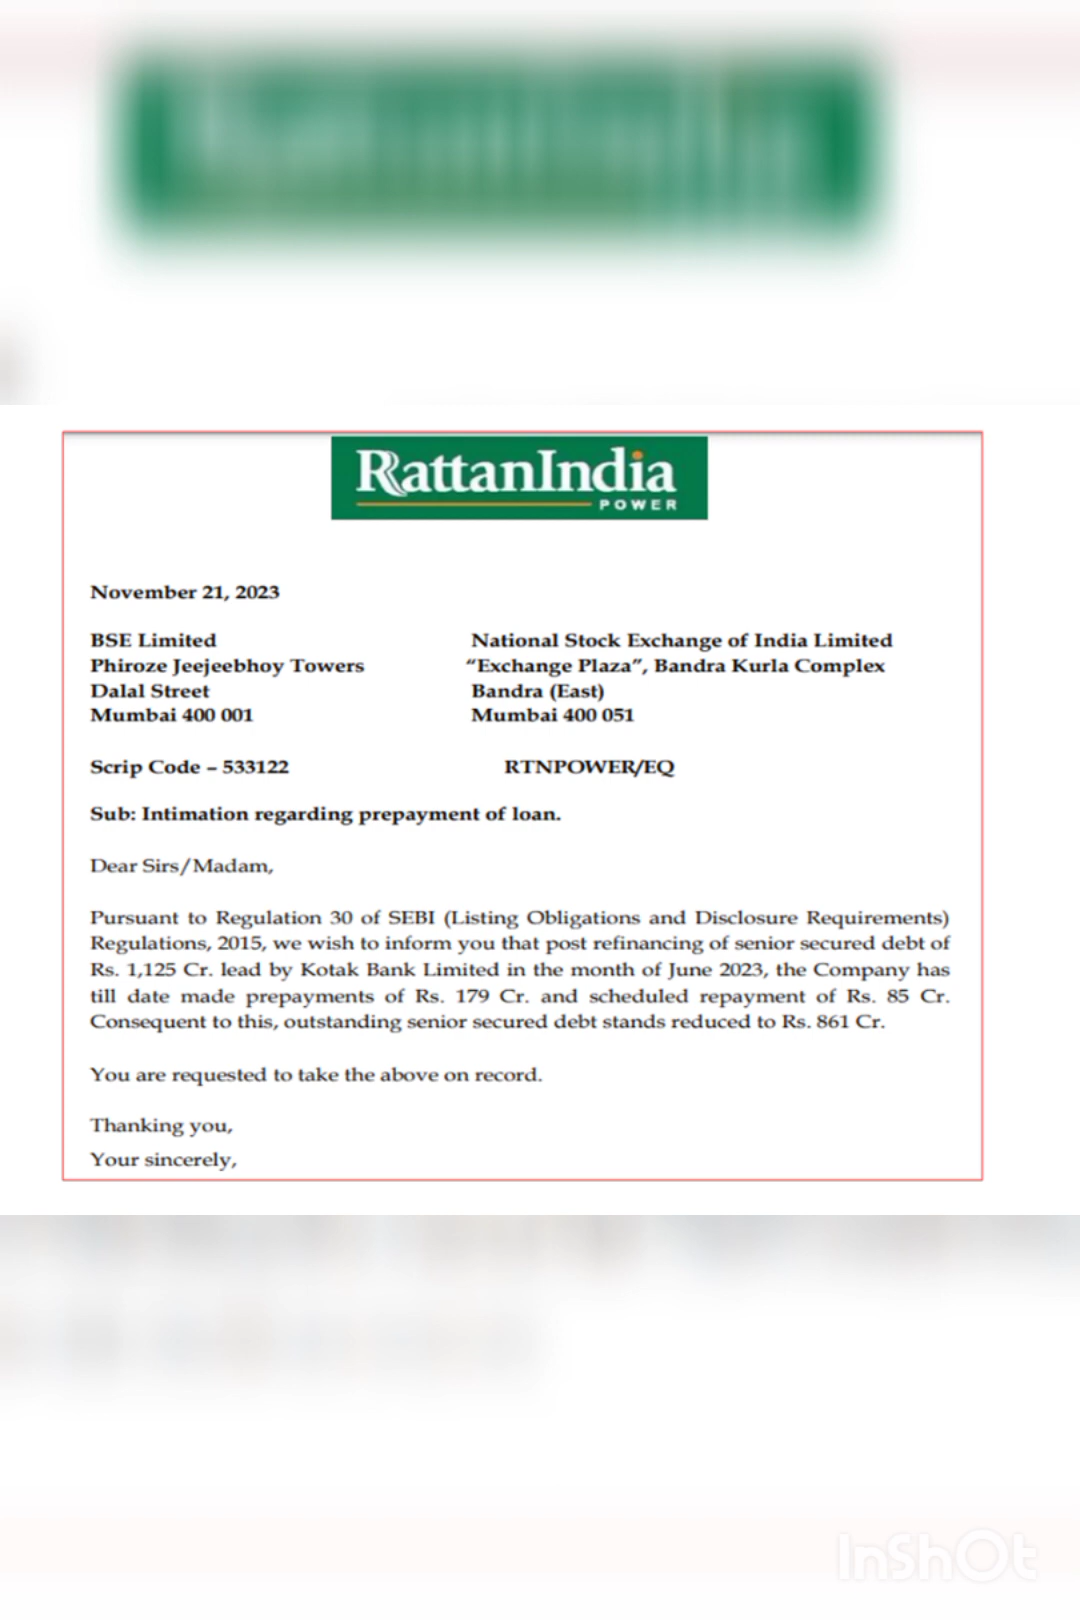 RattanIndia
POWER
November 21, 2023
BSE Limited
Phiroze Jeejeebhoy Towers
Dalal Street
Mumbai 400 001
National Stock Exchange of India Limited
“Exchange Plaza”, Bandra Kurla Complex
Bandra (East)
Mumbai 400 051
Scrip Code – 533122
RTNPOWER/EQ
Sub: Intimation regarding prepayment of loan.
Dear Sirs/Madam,
Pursuant to Regulation 30 of SEBI (Listing Obligations and Disclosure Requirements)
Regulations, 2015, we wish to inform you that post refinancing of senior secured debt of
Rs. 1,125 Cr. lead by Kotak Bank Limited in the month of June 2023, the Company has
till date made prepayments of Rs. 179 Cr. and scheduled repayment of Rs. 85 Cr.
Consequent to this, outstanding senior secured debt stands reduced to Rs. 861 Cr.
You are requested to take the above on record.
Thanking you,
Your sincerely,
InShOt